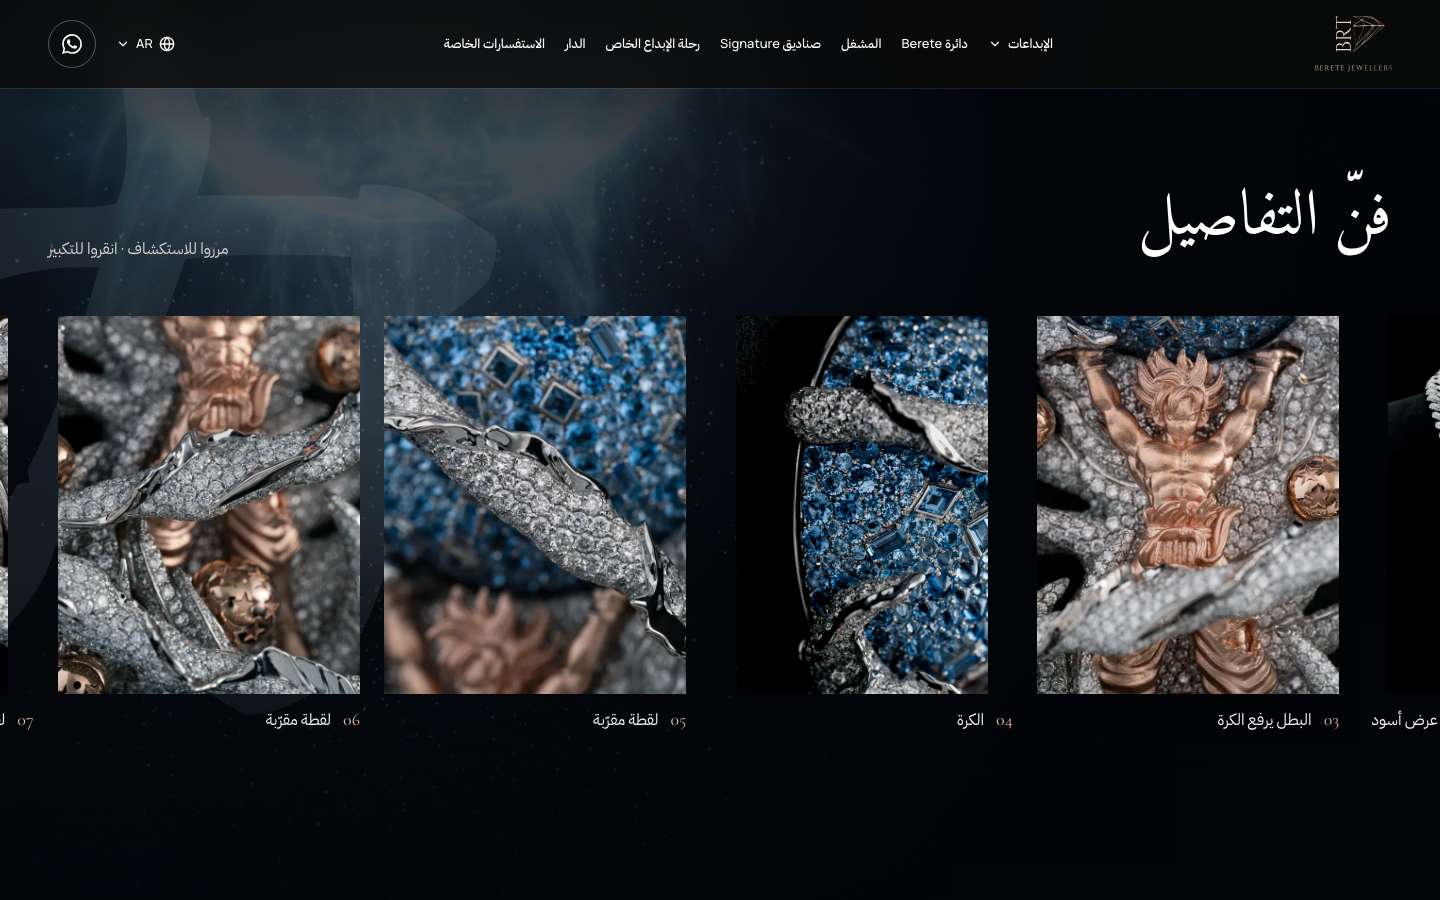 BRT
BERETE JEWELLERS
الإبداعات
دائرة Berete
المشغل
صناديق Signature
رحلة الإبداع الخاص
الدار
الاستفسارات الخاصة
AR
فنّ التفاصيل
مرروا للاستكشاف · انقروا للتكبير
عرض أسود
03 البطل يرفع الكرة
04 الكرة
05 لقطة مقرّبة
06 لقطة مقرّبة
07